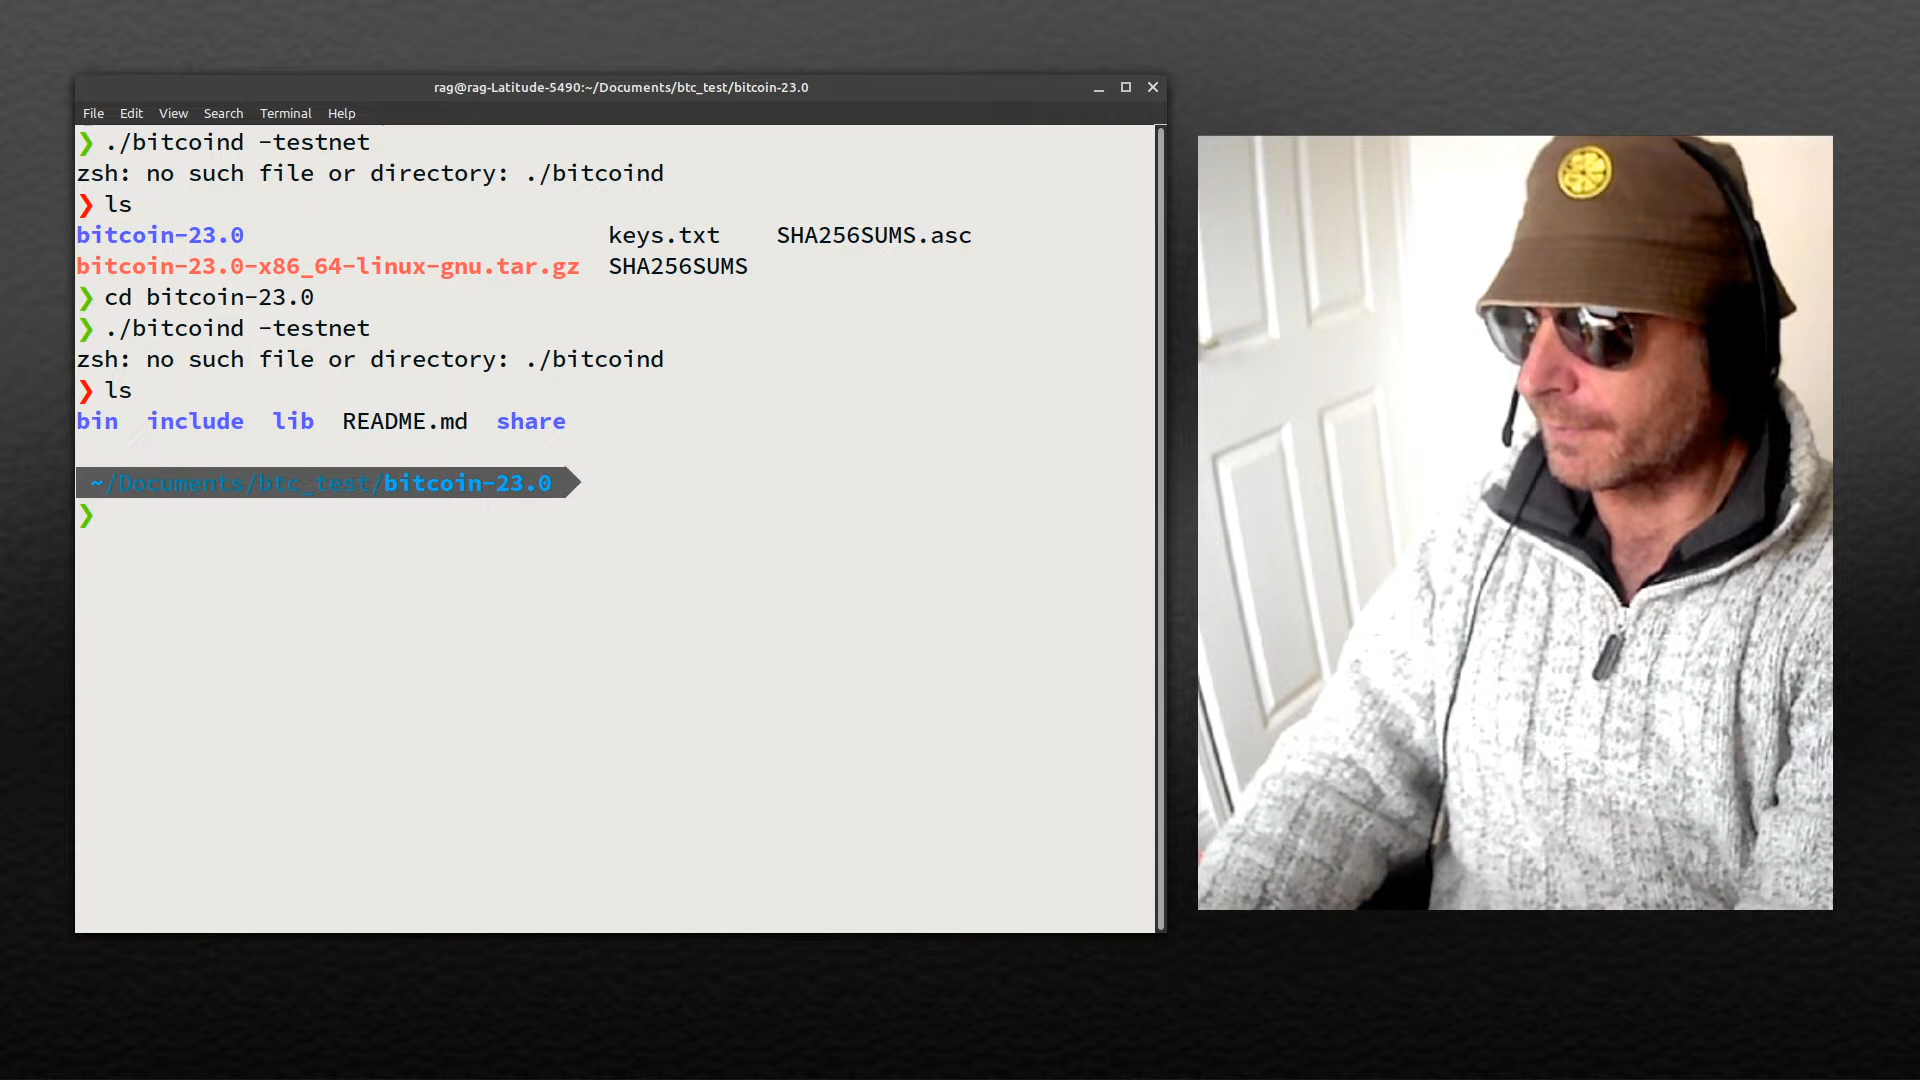 rag@rag-Latitude-5490:~/Documents/btc_test/bitcoin-23.0
File Edit View Search Terminal Help
❯ ./bitcoind -testnet
zsh: no such file or directory: ./bitcoind
❯ ls
bitcoin-23.0 keys.txt SHA256SUMS.asc
bitcoin-23.0-x86_64-linux-gnu.tar.gz SHA256SUMS
❯ cd bitcoin-23.0
❯ ./bitcoind -testnet
zsh: no such file or directory: ./bitcoind
❯ ls
bin include lib README.md share
~/Documents/btc_test/bitcoin-23.0
❯